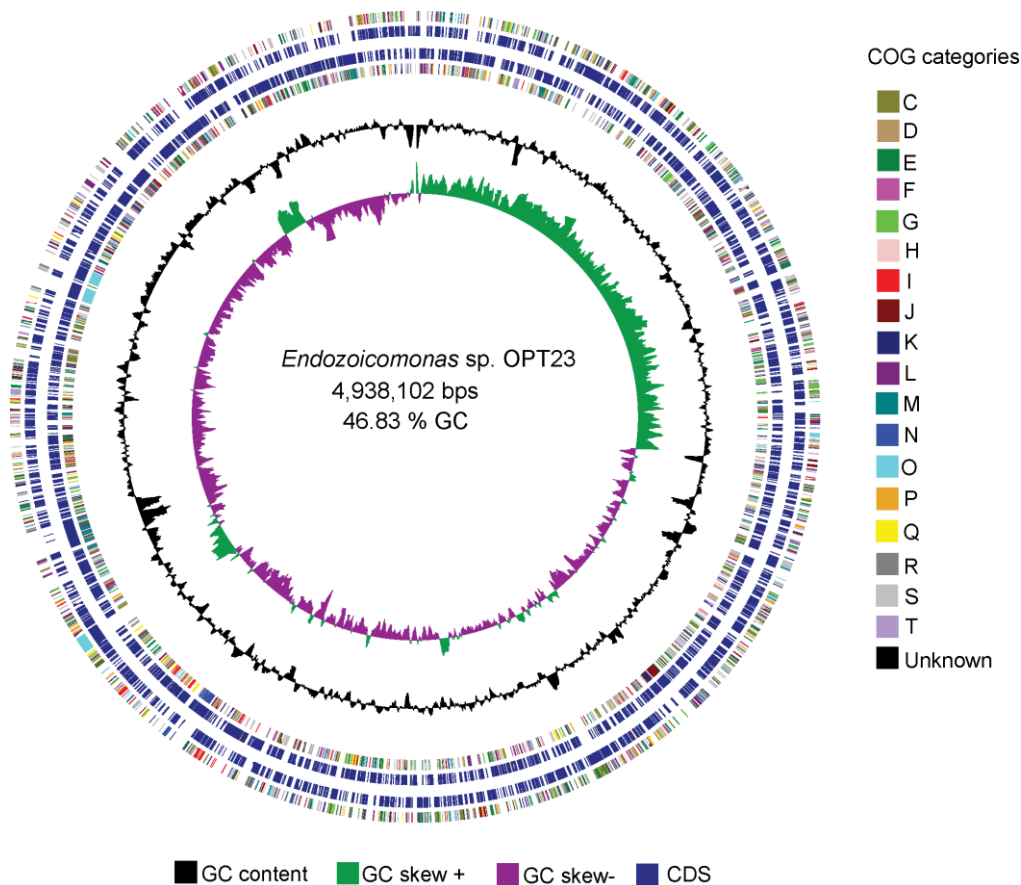 COG categories
C
D
E
F
G
H
I
J
K
L
M
N
O
P
Q
R
S
T
Unknown
Endozoicomonas sp. OPT23
4,938,102 bps
46.83 % GC
GC content
GC skew +
GC skew-
CDS